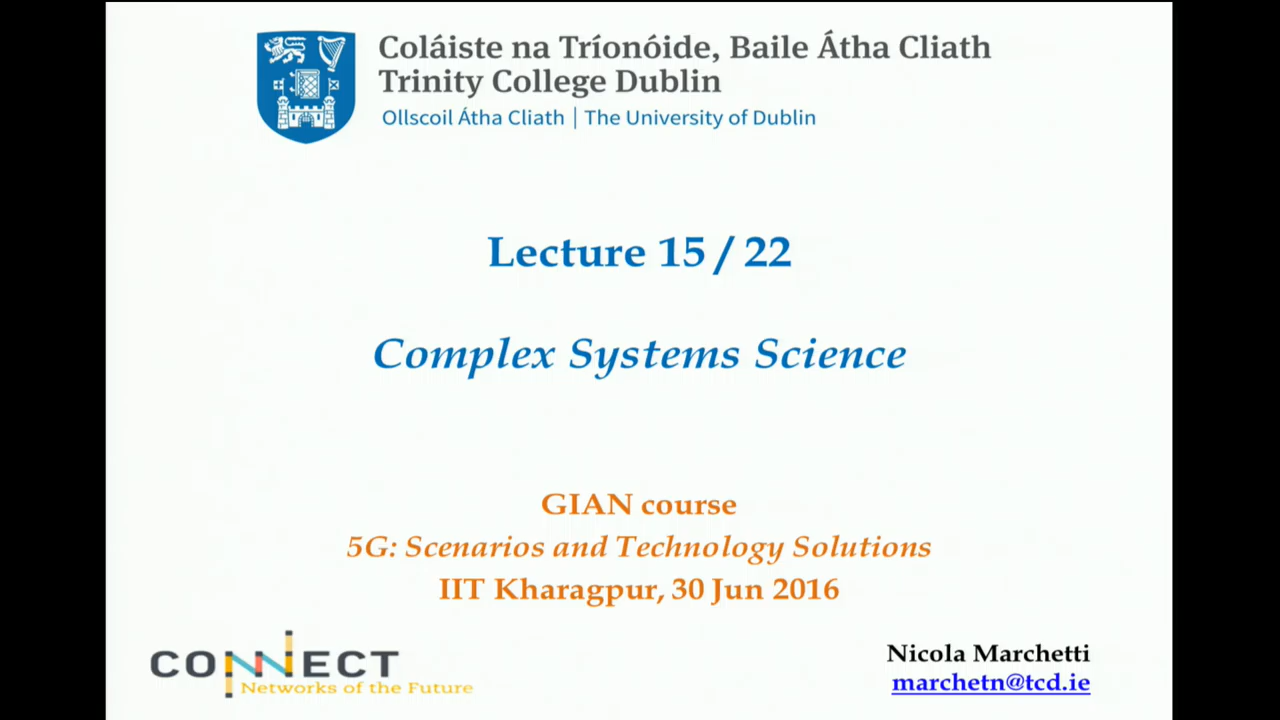 Coláiste na Tríonóide, Baile Átha Cliath
Trinity College Dublin
Ollscoil Átha Cliath | The University of Dublin
Lecture 15 / 22
Complex Systems Science
GIAN course
5G: Scenarios and Technology Solutions
IIT Kharagpur, 30 Jun 2016
CONNECT
Networks of the Future
Nicola Marchetti
marchetn@tcd.ie